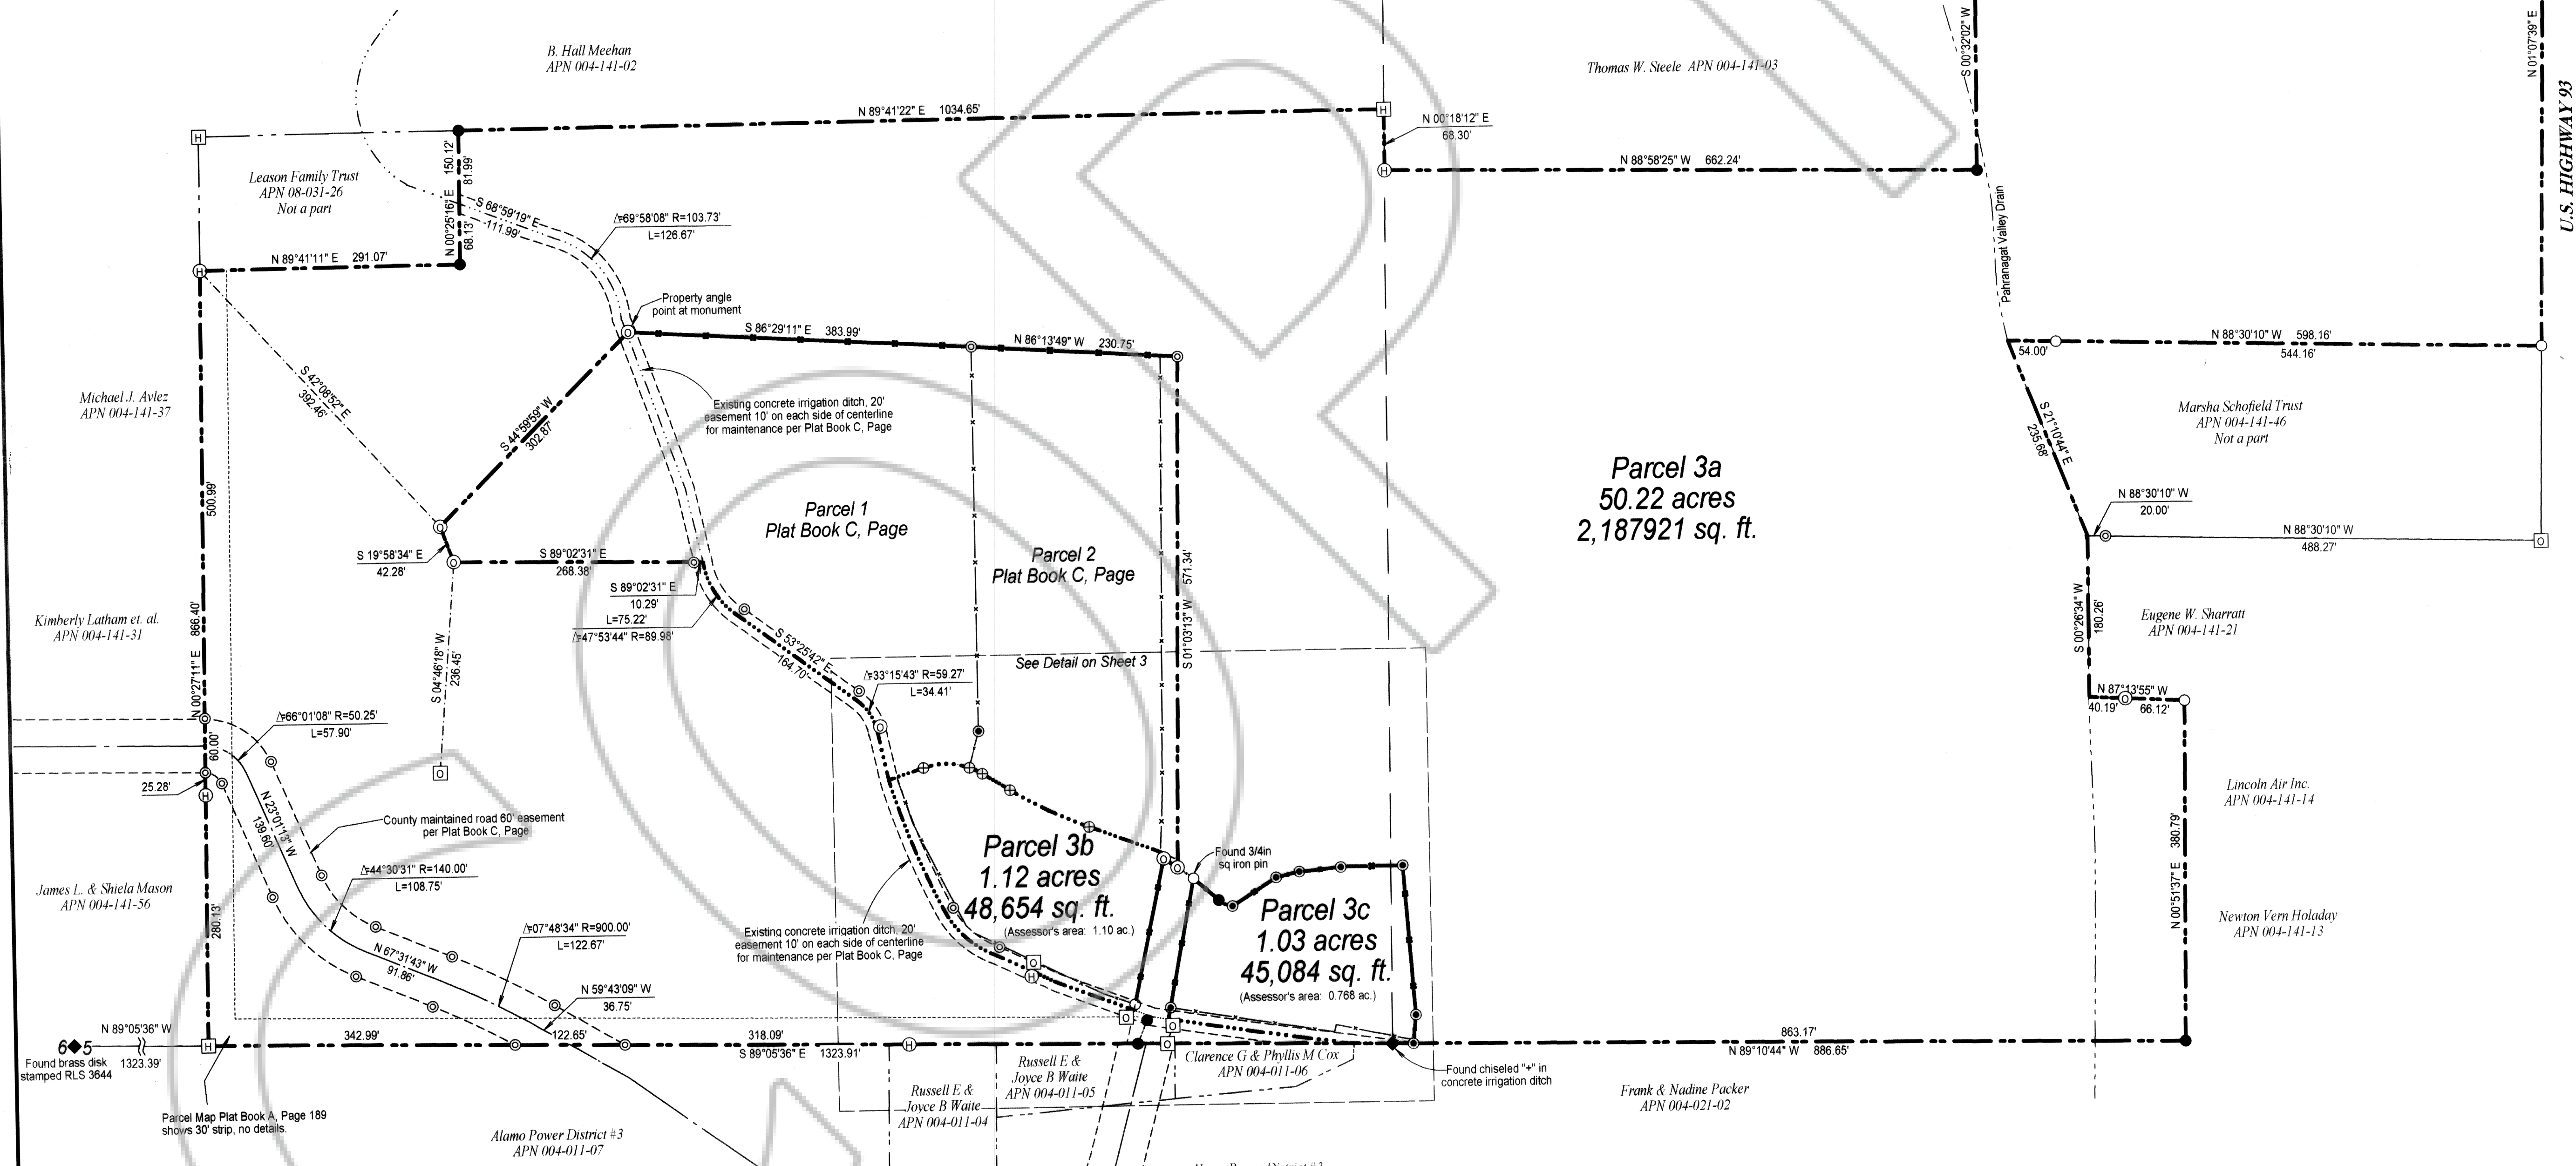 B. Hall Meehan
APN 004-141-02
Thomas W. Steele APN 004-141-03
S 00°32'02" W
N 01°07'39" E
U.S. HIGHWAY 93
N 89°41'22" E 1034.65'
H
H
N 00°18'12" E
68.30'
H
N 88°58'25" W 662.24'
Leason Family Trust
APN 08-031-26
Not a part
N 00°25'16" E 150.12'
81.99'
68.13'
S 68°59'19" E
111.99'
Δ=69°58'08" R=103.73'
L=126.67'
Pahranagat Valley Drain
H
N 89°41'11" E 291.07'
Property angle
point at monument
O
S 86°29'11" E 383.99'
N 86°13'49" W 230.75'
54.00'
N 88°30'10" W 598.16'
544.16'
Michael J. Avlez
APN 004-141-37
S 42°08'52" E
392.46'
S 44°59'59" W
302.87'
Existing concrete irrigation ditch, 20'
easement 10' on each side of centerline
for maintenance per Plat Book C, Page
Marsha Schofield Trust
APN 004-141-46
Not a part
S 21°10'44" E
235.68'
500.99'
Parcel 1
Plat Book C, Page
Parcel 3a
50.22 acres
2,187921 sq. ft.
N 88°30'10" W
20.00'
N 88°30'10" W
488.27'
O
O
S 19°58'34" E
42.28'
O
S 89°02'31" E
268.38'
S 89°02'31" E
10.29'
L=75.22'
Δ=47°53'44" R=89.98'
Parcel 2
Plat Book C, Page
S 01°03'13" W 571.34'
Kimberly Latham et. al.
APN 004-141-31
N 00°27'11" E 866.40'
S 04°46'18" W
236.45'
S 53°25'42" E
164.70'
See Detail on Sheet 3
S 00°26'34" W
180.26'
Eugene W. Sharratt
APN 004-141-21
Δ=33°15'43" R=59.27'
L=34.41'
O
N 87°13'55" W
40.19'
O
66.12'
Δ=66°01'08" R=50.25'
L=57.90'
60.00'
O
25.28'
H
N 23°01'13" W
139.60'
County maintained road 60' easement
per Plat Book C, Page
Lincoln Air Inc.
APN 004-141-14
N 00°51'37" E 380.79'
Parcel 3b
1.12 acres
48,654 sq. ft.
(Assessor's area: 1.10 ac.)
O
O
Found 3/4in
sq iron pin
Δ=44°30'31" R=140.00'
L=108.75'
James L. & Shiela Mason
APN 004-141-56
280.13'
Parcel 3c
1.03 acres
45,084 sq. ft.
(Assessor's area: 0.768 ac.)
Newton Vern Holaday
APN 004-141-13
Δ=07°48'34" R=900.00'
L=122.67'
Existing concrete irrigation ditch, 20'
easement 10' on each side of centerline
for maintenance per Plat Book C, Page
N 67°31'43" W
91.86'
O
H
N 59°43'09" W
36.75'
O
O
N 89°05'36" W
6 5
1323.39'
Found brass disk
stamped RLS 3644
H
342.99'
122.65'
318.09'
S 89°05'36" E 1323.91'
H
O
863.17'
N 89°10'44" W 886.65'
Clarence G & Phyllis M Cox
APN 004-011-06
Russell E &
Joyce B Waite
APN 004-011-05
Russell E &
Joyce B Waite
APN 004-011-04
Found chiseled "+" in
concrete irrigation ditch
Frank & Nadine Packer
APN 004-021-02
Parcel Map Plat Book A, Page 189
shows 30' strip, no details.
Alamo Power District #3
APN 004-011-07